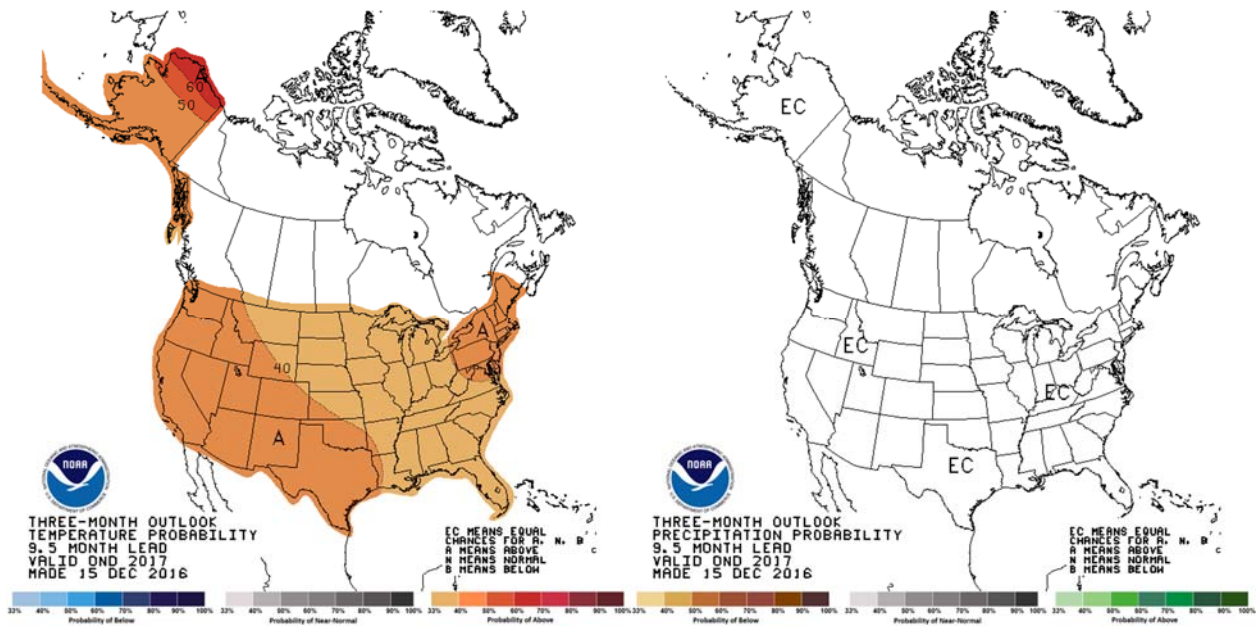 A
60
50
40
A
A
NOAA
THREE-MONTH OUTLOOK
TEMPERATURE PROBABILITY
9.5 MONTH LEAD
VALID OND 2017
MADE 15 DEC 2016
EC MEANS EQUAL
CHANCES FOR A, N, B
A MEANS ABOVE
N MEANS NORMAL
B MEANS BELOW
C
33% 40% 50% 60% 70% 80% 90% 100%
Probability of Below
33% 40% 50% 60% 70% 80% 90% 100%
Probability of Near-Normal
33% 40% 50% 60% 70% 80% 90% 100%
Probability of Above
EC
EC
EC
EC
NOAA
THREE-MONTH OUTLOOK
PRECIPITATION PROBABILITY
9.5 MONTH LEAD
VALID OND 2017
MADE 15 DEC 2016
EC MEANS EQUAL
CHANCES FOR A, N, B
A MEANS ABOVE
N MEANS NORMAL
B MEANS BELOW
C
33% 40% 50% 60% 70% 80% 90% 100%
Probability of Below
33% 40% 50% 60% 70% 80% 90% 100%
Probability of Near-Normal
33% 40% 50% 60% 70% 80% 90% 100%
Probability of Above